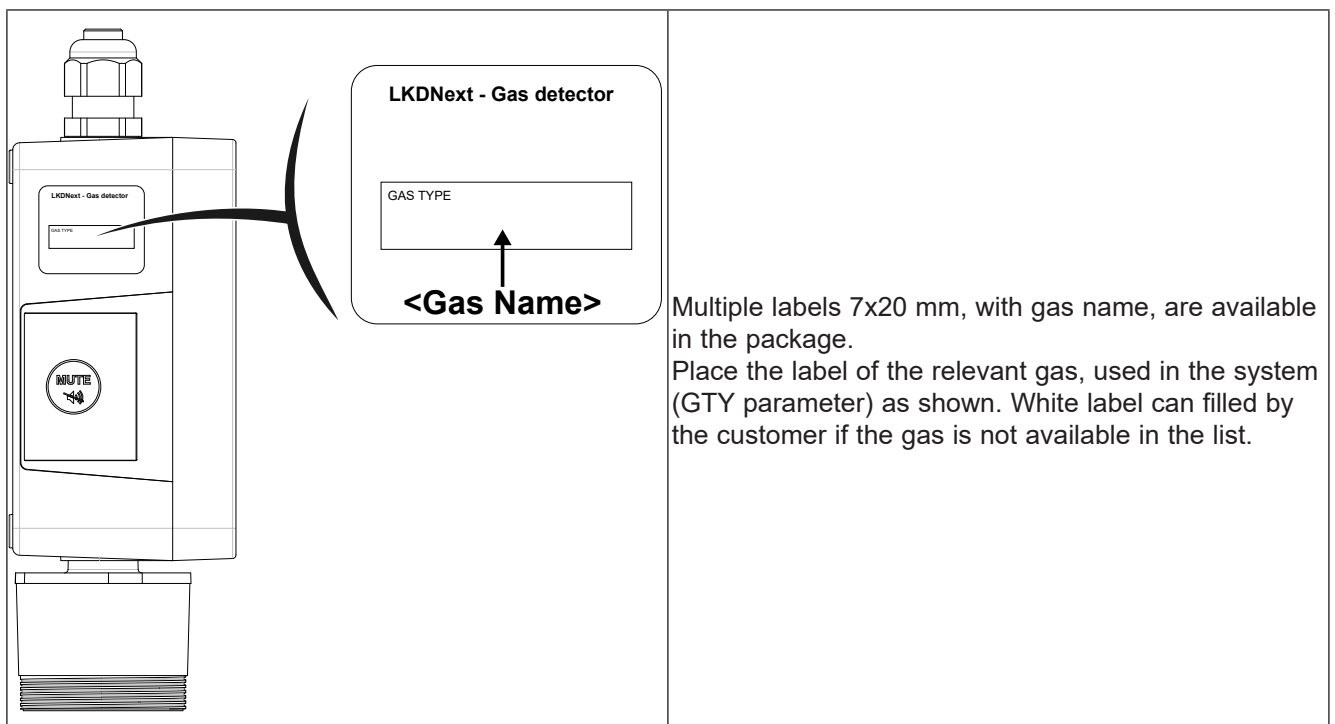 LKDNext - Gas detector
GAS TYPE
MUTE
LKDNext - Gas detector
GAS TYPE
<Gas Name>
Multiple labels 7x20 mm, with gas name, are available
in the package.
Place the label of the relevant gas, used in the system
(GTY parameter) as shown. White label can filled by
the customer if the gas is not available in the list.